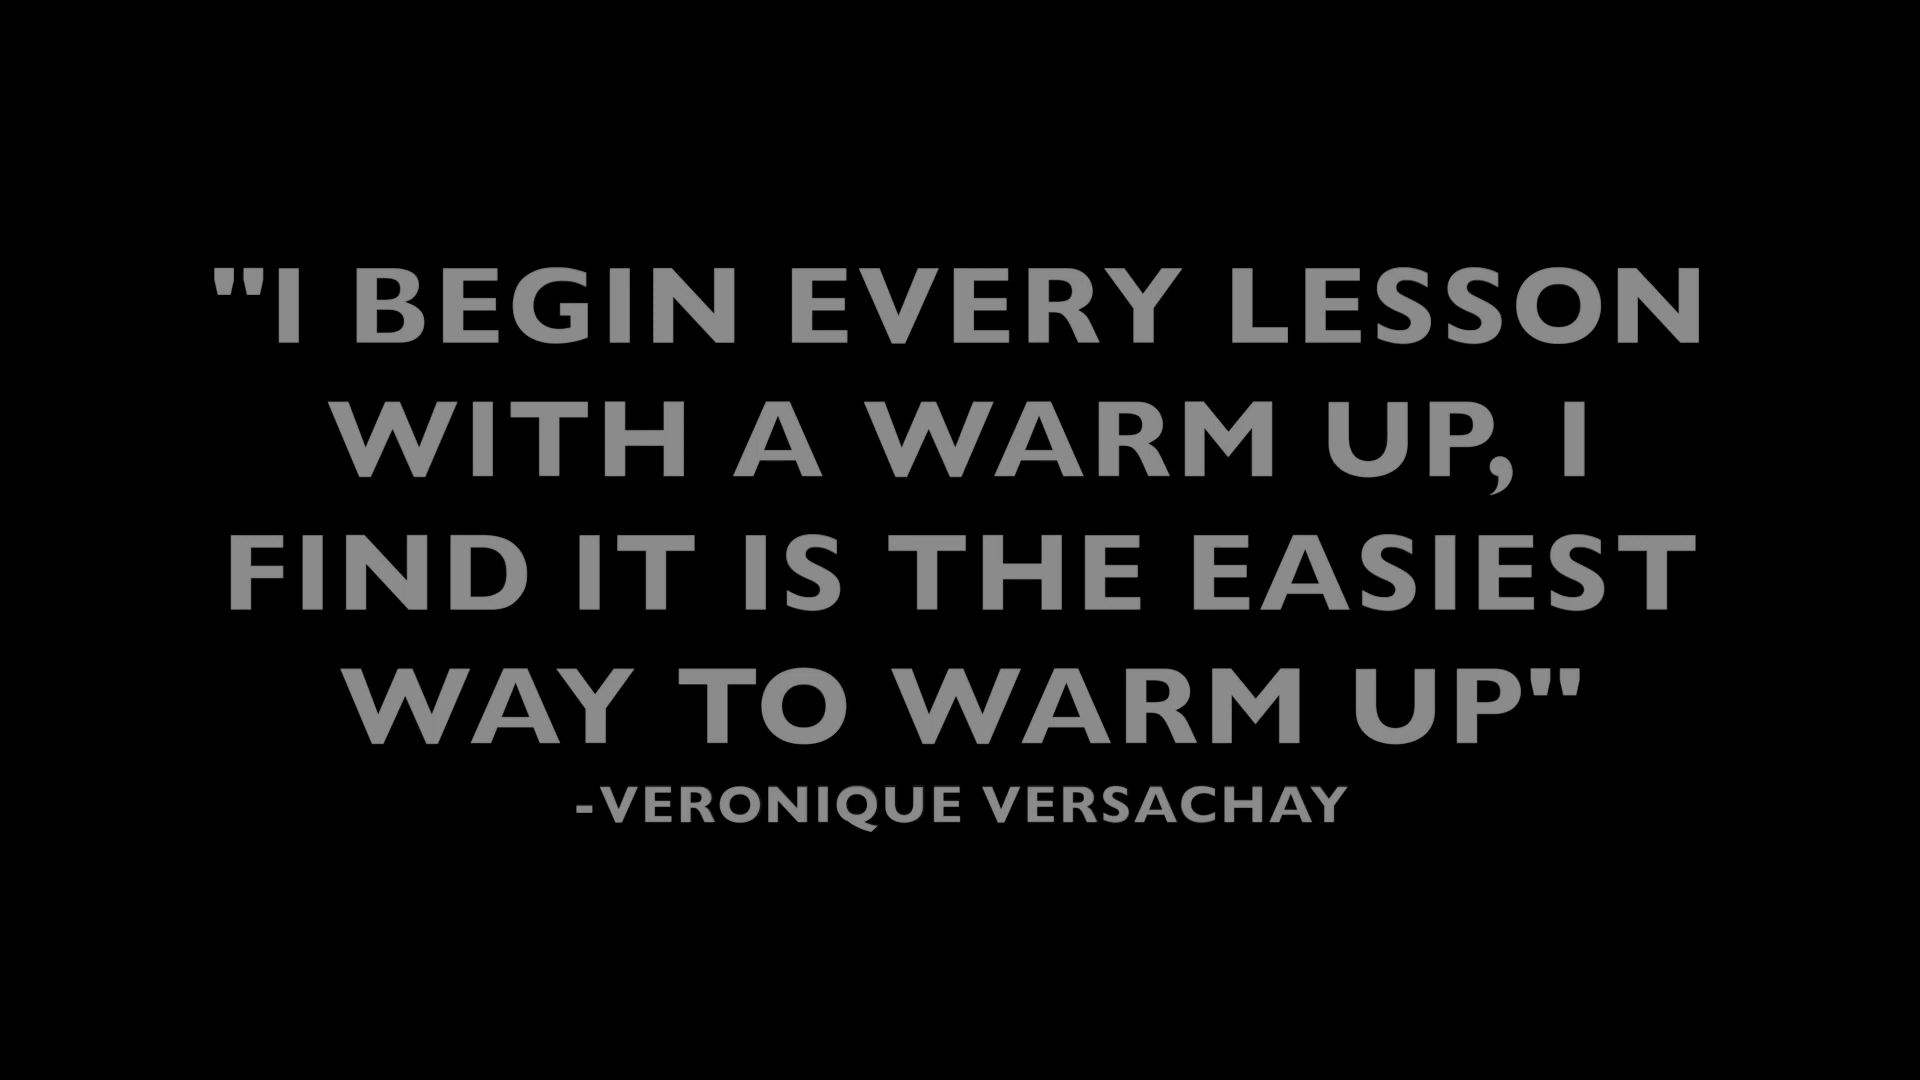 "I BEGIN EVERY LESSON
WITH A WARM UP, I
FIND IT IS THE EASIEST
WAY TO WARM UP"
-VERONIQUE VERSACHAY